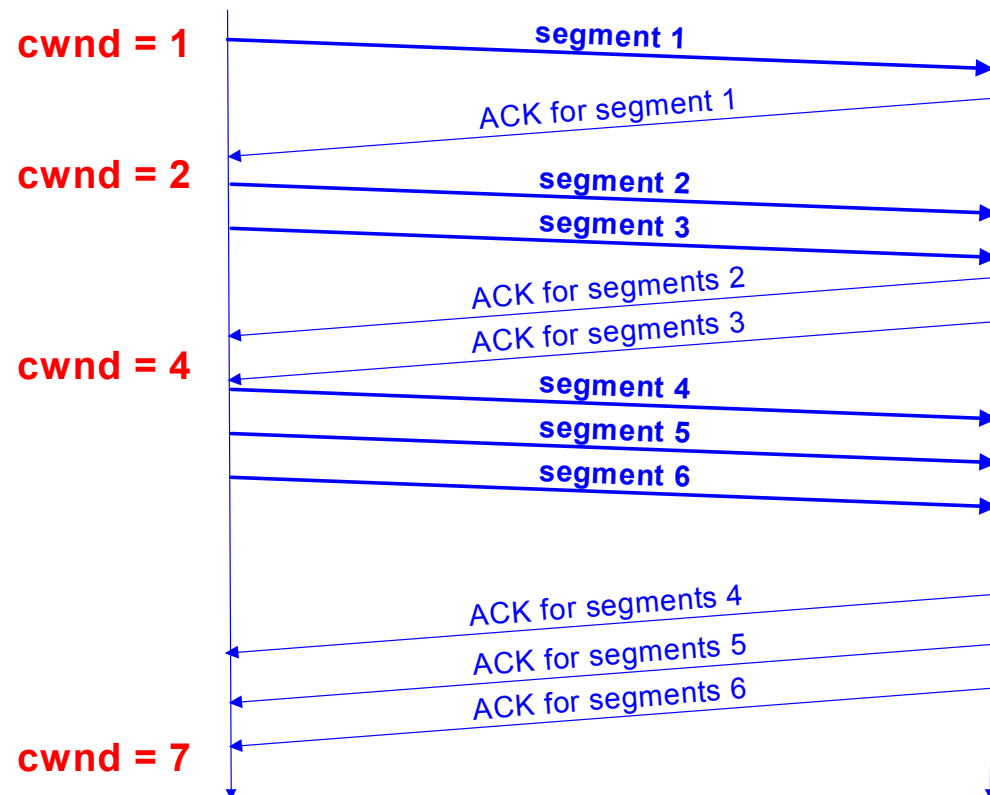 cwnd = 1
segment 1
ACK for segment 1
cwnd = 2
segment 2
segment 3
ACK for segments 2
ACK for segments 3
cwnd = 4
segment 4
segment 5
segment 6
ACK for segments 4
ACK for segments 5
ACK for segments 6
cwnd = 7